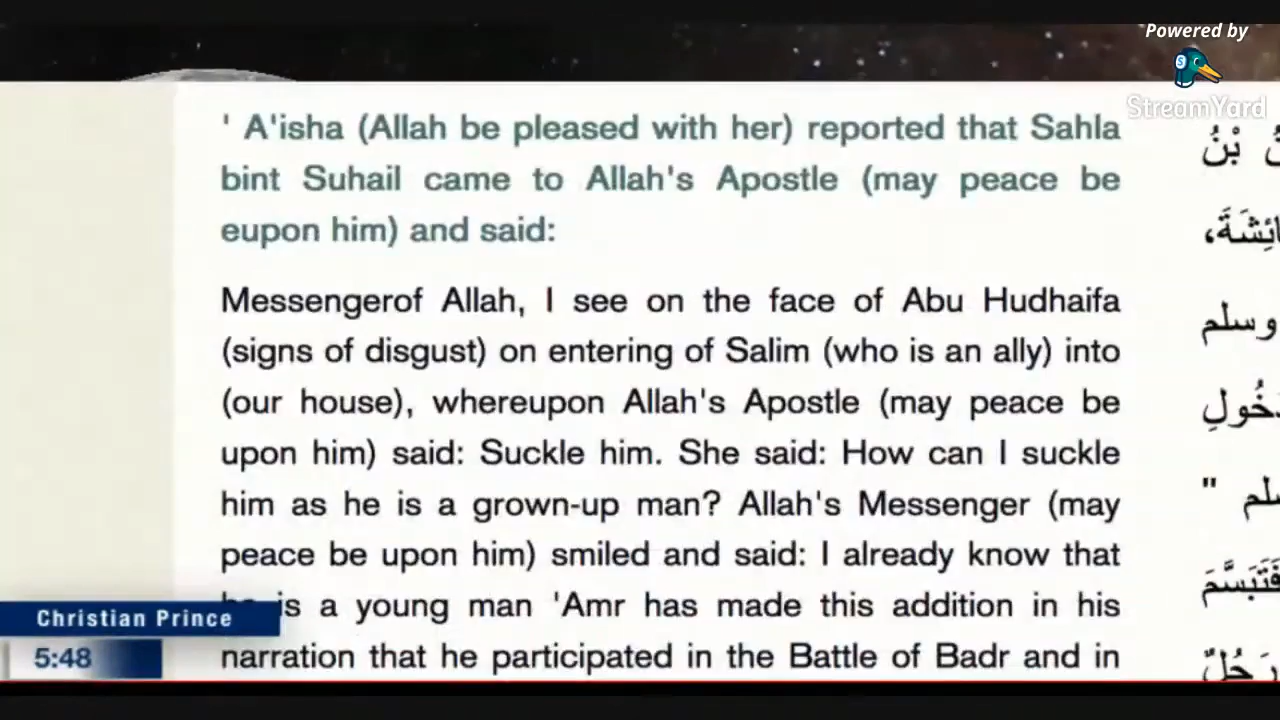 Powered by
StreamYard
' A'isha (Allah be pleased with her) reported that Sahla
bint Suhail came to Allah's Apostle (may peace be
eupon him) and said:
Messengerof Allah, I see on the face of Abu Hudhaifa
(signs of disgust) on entering of Salim (who is an ally) into
(our house), whereupon Allah's Apostle (may peace be
upon him) said: Suckle him. She said: How can I suckle
him as he is a grown-up man? Allah's Messenger (may
peace be upon him) smiled and said: I already know that
is a young man 'Amr has made this addition in his
narration that he participated in the Battle of Badr and in
بْنُ
وسلم
Christian Prince
5:48